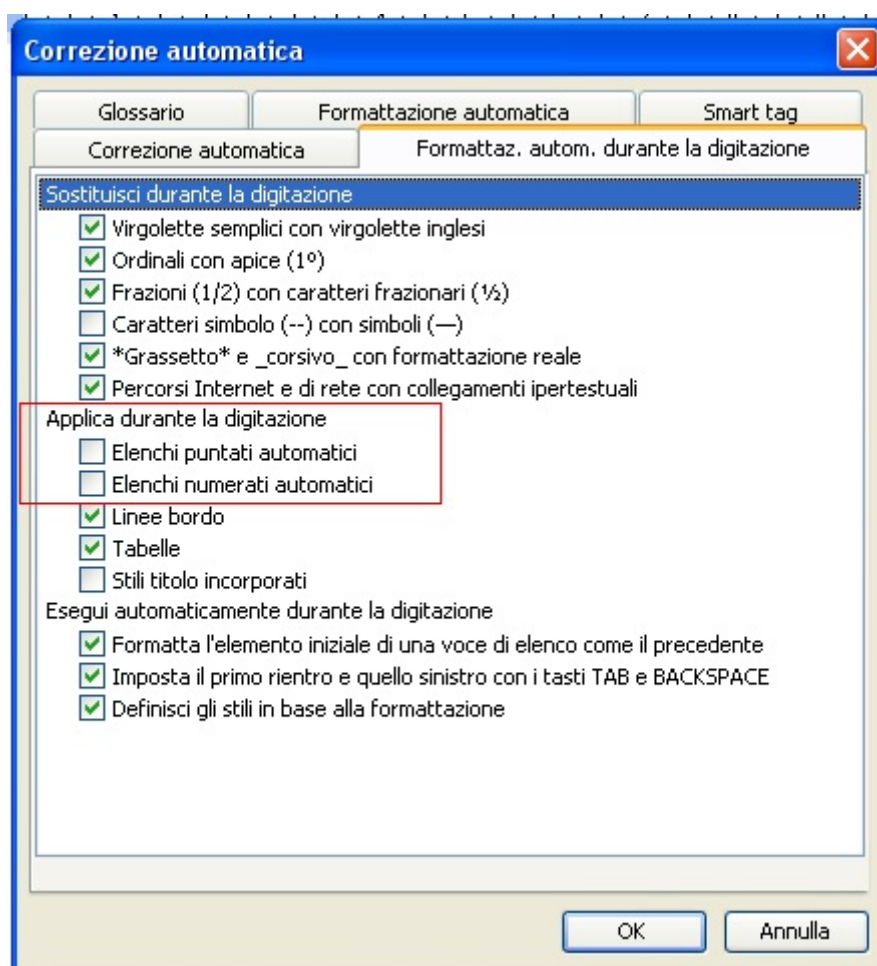 Correzione automatica
Glossario
Formattazione automatica
Smart tag
Correzione automatica
Formattaz. autom. durante la digitazione
Sostituisci durante la digitazione
Virgolette semplici con virgolette inglesi
Ordinali con apice (1º)
Frazioni (1/2) con caratteri frazionari (½)
Caratteri simbolo (--) con simboli (—)
*Grassetto* e _corsivo_ con formattazione reale
Percorsi Internet e di rete con collegamenti ipertestuali
Applica durante la digitazione
Elenchi puntati automatici
Elenchi numerati automatici
Linee bordo
Tabelle
Stili titolo incorporati
Esegui automaticamente durante la digitazione
Formatta l'elemento iniziale di una voce di elenco come il precedente
Imposta il primo rientro e quello sinistro con i tasti TAB e BACKSPACE
Definisci gli stili in base alla formattazione
OK
Annulla